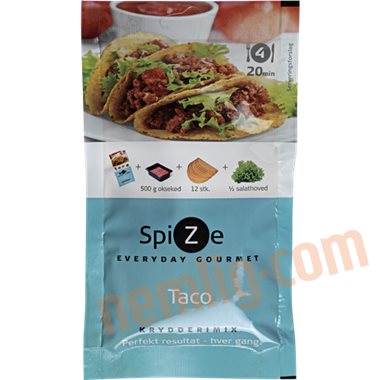 4
20min
Serveringsforslag
+ + +
500 g oksekød 12 stk. ½ salathoved
SpiZe
EVERYDAY GOURMET
Taco
KRYDDERIMIX
Perfekt resultat - hver gang
nemlig.com